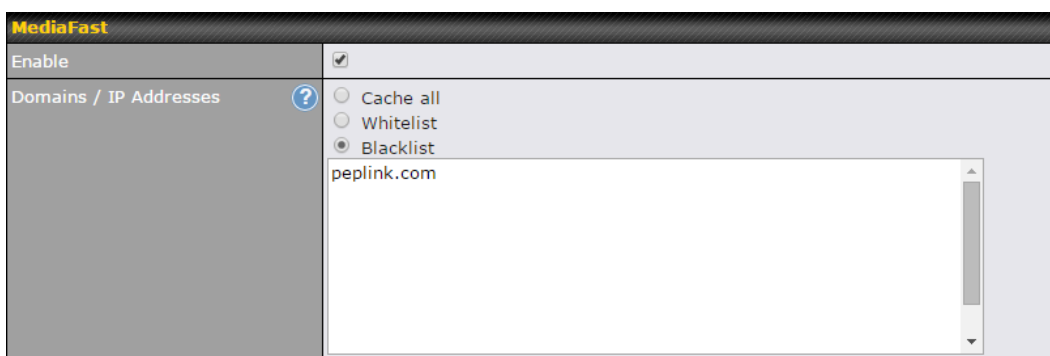 MediaFast
Enable
Domains / IP Addresses ?
Cache all
Whitelist
Blacklist
peplink.com